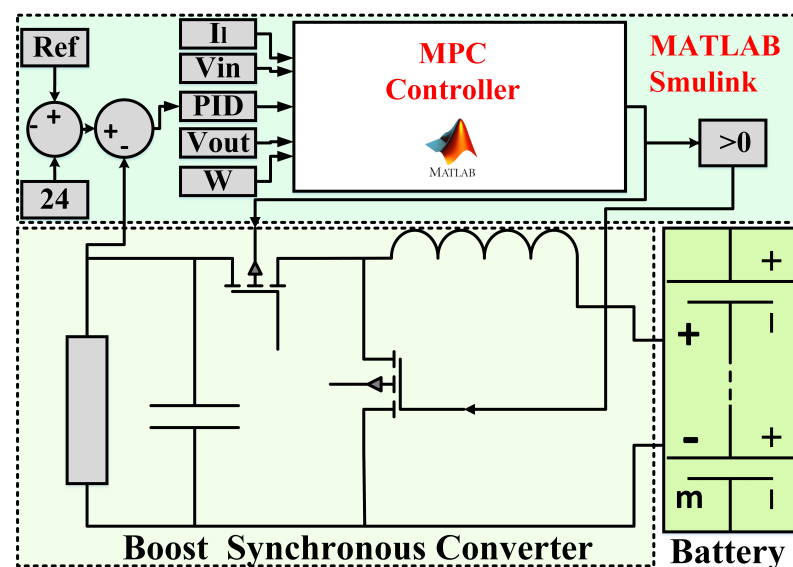 Ref
+
-
24
+
-
Il
Vin
PID
Vout
W
MPC
Controller
MATLAB
MATLAB
Smulink
>0
+
-
m
+
+
Boost Synchronous Converter
Battery